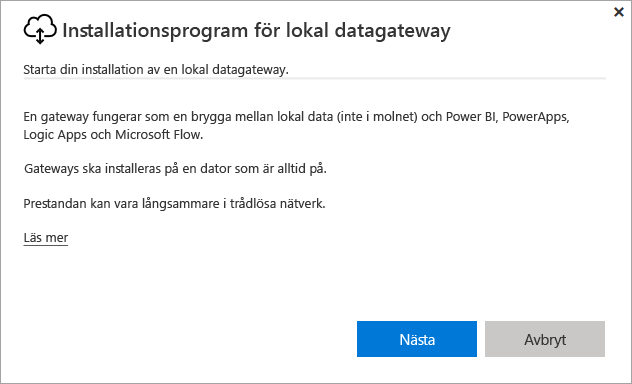 Installationsprogram för lokal datagateway
Starta din installation av en lokal datagateway.
En gateway fungerar som en brygga mellan lokal data (inte i molnet) och Power BI, PowerApps,
Logic Apps och Microsoft Flow.
Gateways ska installeras på en dator som är alltid på.
Prestandan kan vara långsammare i trådlösa nätverk.
Läs mer
Nästa
Avbryt